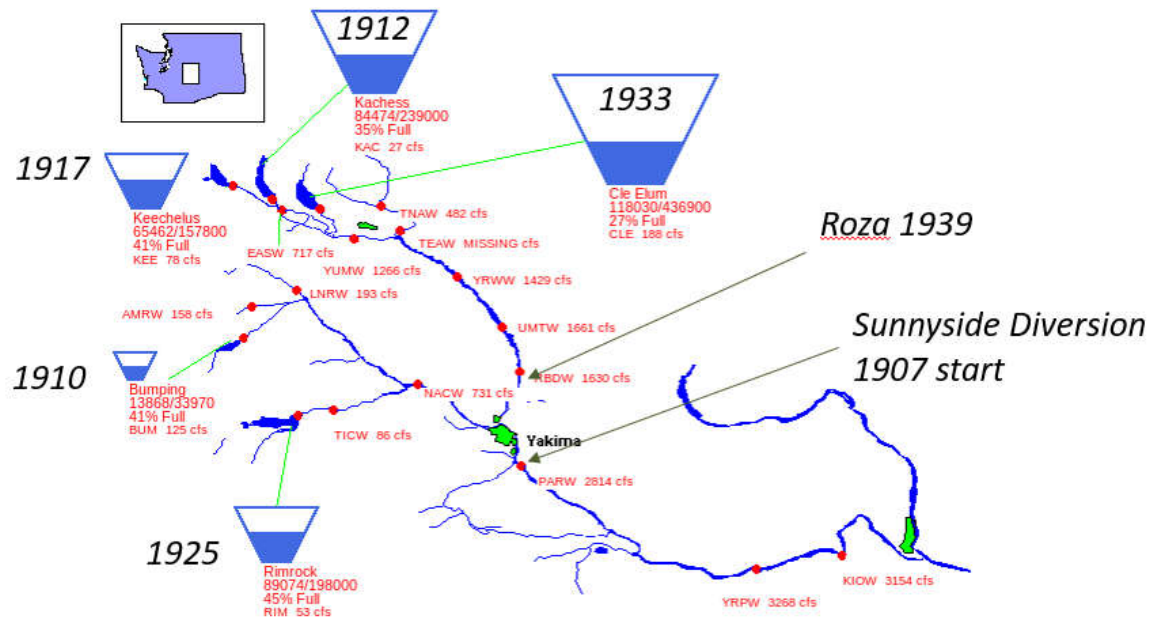 1912
Kachess
84474/239000
35% Full
KAC 27 cfs
1933
Cle Elum
118030/436900
27% Full
CLE 188 cfs
1917
Keechelus
65462/157800
41% Full
KEE 78 cfs
TNAW 482 cfs
TEAW MISSING cfs
EASW 717 cfs
YUMW 1266 cfs
YRWW 1429 cfs
Roza 1939
LNRW 193 cfs
AMRW 158 cfs
UMTW 1661 cfs
Sunnyside Diversion
1907 start
1910
Bumping
13868/33970
41% Full
BUM 125 cfs
RBDW 1630 cfs
NACW 731 cfs
TICW 86 cfs
Yakima
PARW 2814 cfs
1925
Rimrock
89074/198000
45% Full
RIM 53 cfs
KIOW 3154 cfs
YRPW 3268 cfs